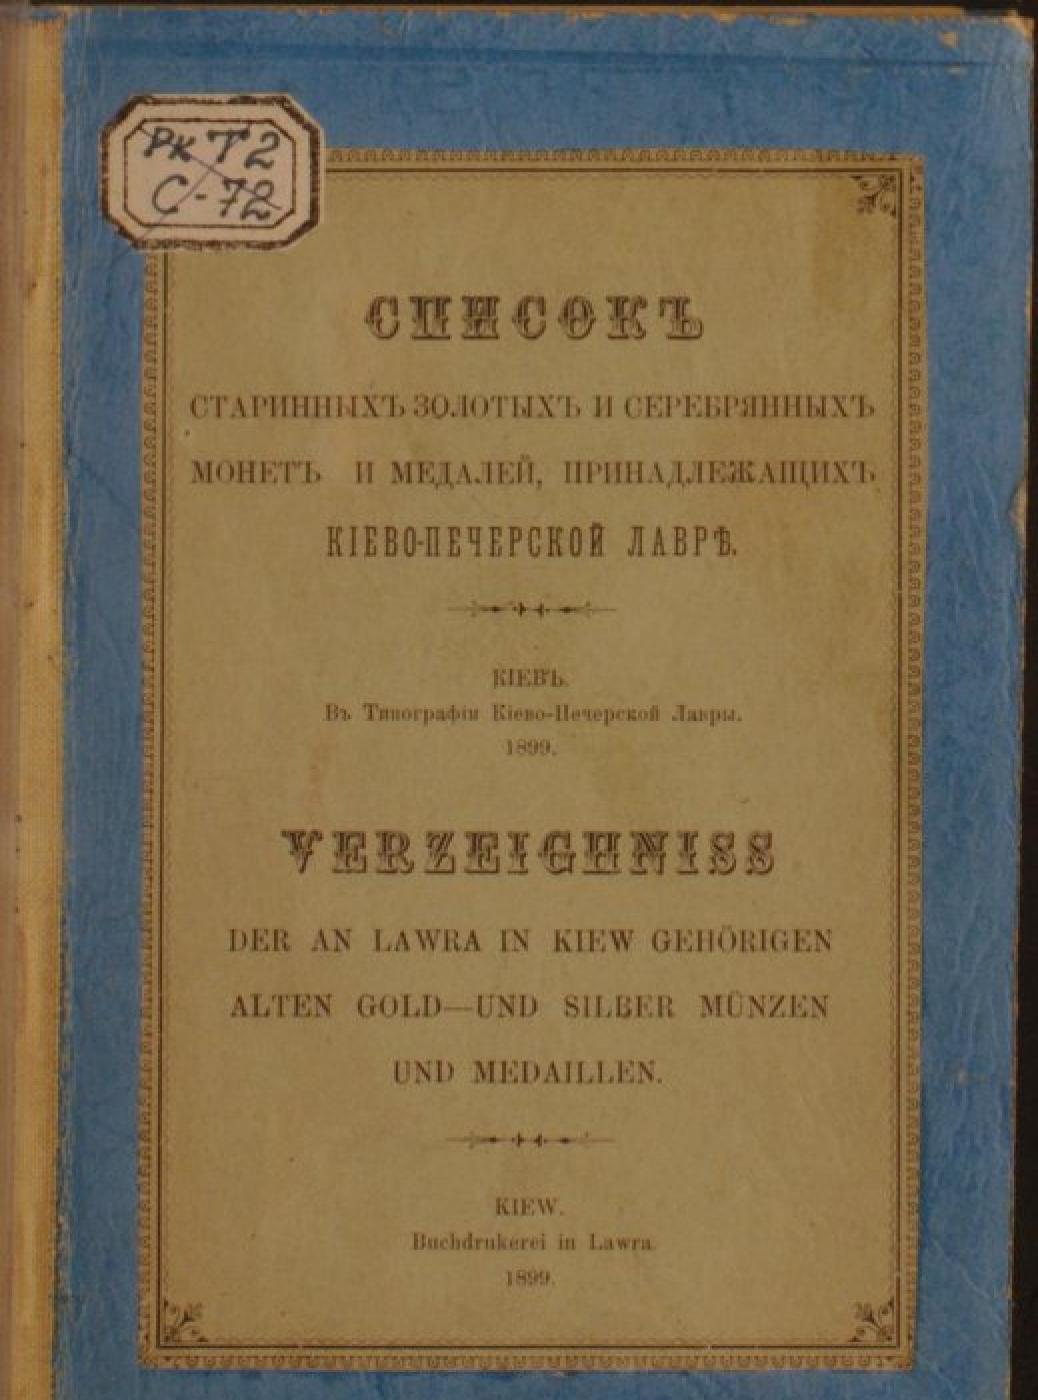 РК Т2
С-72
СПИСОКЪ
СТАРИННЫХЪ ЗОЛОТЫХЪ И СЕРЕБРЯННЫХЪ
МОНЕТЪ И МЕДАЛЕЙ, ПРИНАДЛЕЖАЩИХЪ
КІЕВО-ПЕЧЕРСКОЙ ЛАВРѢ.
КІЕВЪ.
Въ Типографіи Кіево-Печерской Лавры.
1899.
VERZEIGHNISS
DER AN LAWRA IN KIEW GEHÖRIGEN
ALTEN GOLD—UND SILBER MÜNZEN
UND MEDAILLEN.
KIEW.
Buchdrukerei in Lawra.
1899.